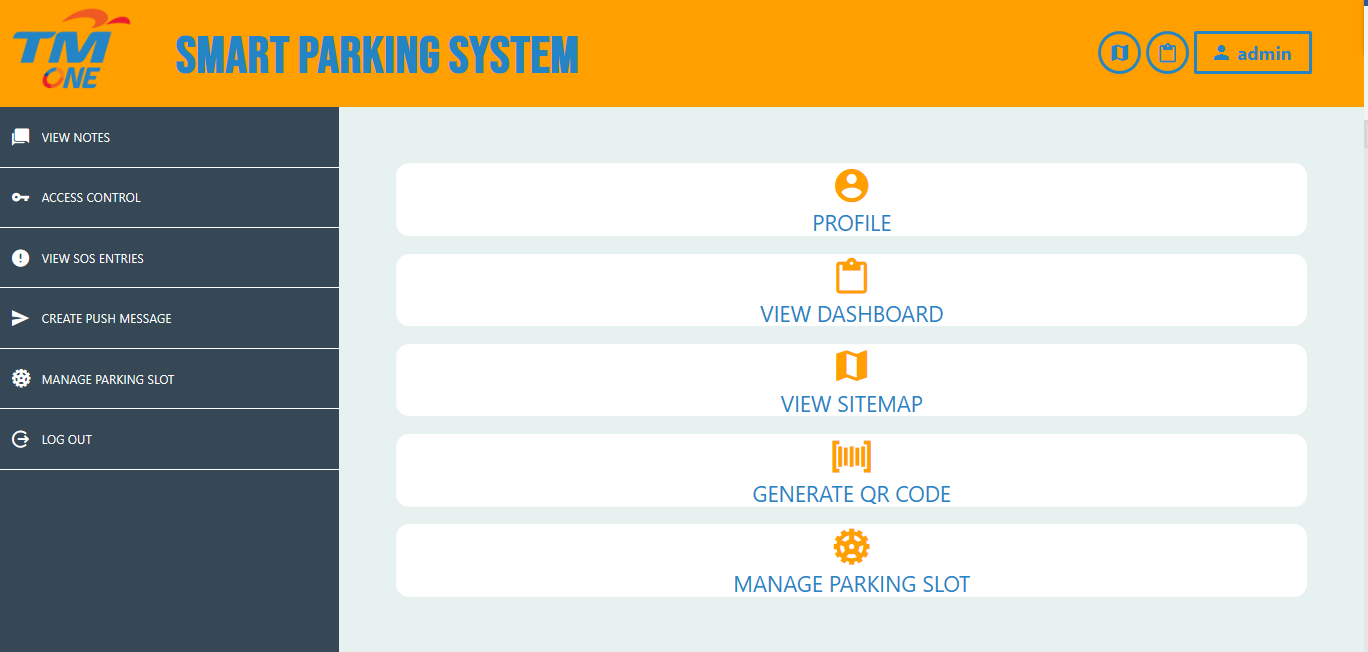 TM
ONE
SMART PARKING SYSTEM
admin
VIEW NOTES
ACCESS CONTROL
VIEW SOS ENTRIES
CREATE PUSH MESSAGE
MANAGE PARKING SLOT
LOG OUT
PROFILE
VIEW DASHBOARD
VIEW SITEMAP
GENERATE QR CODE
MANAGE PARKING SLOT